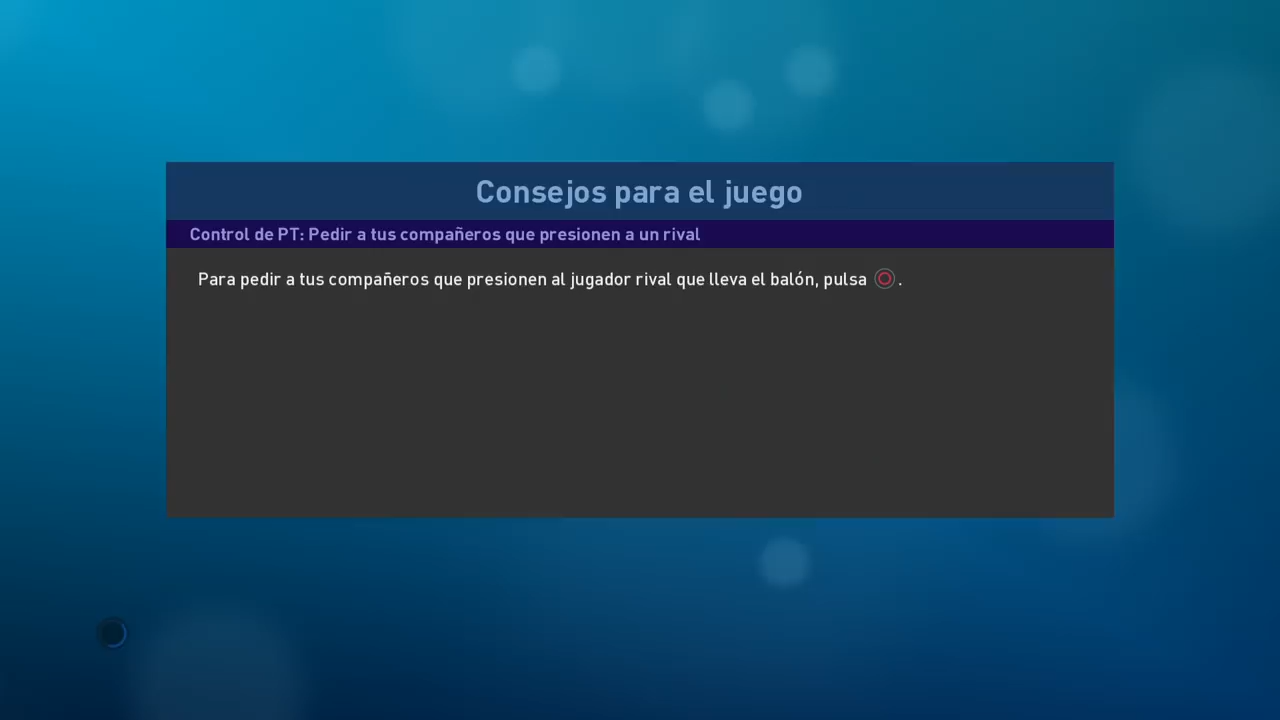 Consejos para el juego
Control de PT: Pedir a tus compañeros que presionen a un rival
Para pedir a tus compañeros que presionen al jugador rival que lleva el balón, pulsa ◯.